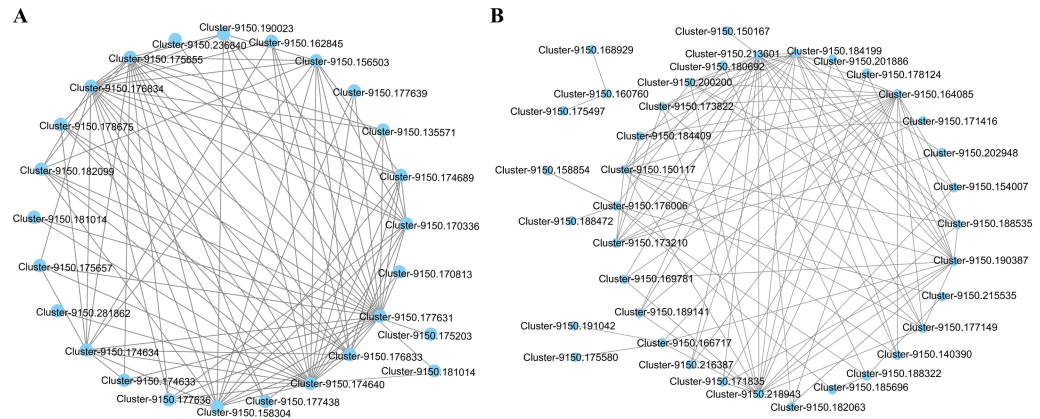 A
Cluster-9150.190023
Cluster-9150.236840
Cluster-9150.162845
Cluster-9150.175655
Cluster-9150.156503
Cluster-9150.176834
Cluster-9150.177639
Cluster-9150.178675
Cluster-9150.135571
Cluster-9150.182099
Cluster-9150.174689
Cluster-9150.181014
Cluster-9150.170336
Cluster-9150.175657
Cluster-9150.170813
Cluster-9150.281862
Cluster-9150.177631
Cluster-9150.175203
Cluster-9150.174634
Cluster-9150.176833
Cluster-9150.181014
Cluster-9150.174633
Cluster-9150.174640
Cluster-9150.177636
Cluster-9150.177438
Cluster-9150.158304
B
Cluster-9150.150167
Cluster-9150.168929
Cluster-9150.213601
Cluster-9150.184199
Cluster-9150.180692
Cluster-9150.201886
Cluster-9150.200200
Cluster-9150.178124
Cluster-9150.160760
Cluster-9150.164085
Cluster-9150.175497
Cluster-9150.173822
Cluster-9150.171416
Cluster-9150.184409
Cluster-9150.202948
Cluster-9150.158854
Cluster-9150.150117
Cluster-9150.154007
Cluster-9150.176006
Cluster-9150.188472
Cluster-9150.188535
Cluster-9150.173210
Cluster-9150.190387
Cluster-9150.169781
Cluster-9150.215535
Cluster-9150.189141
Cluster-9150.191042
Cluster-9150.177149
Cluster-9150.166717
Cluster-9150.175580
Cluster-9150.140390
Cluster-9150.216387
Cluster-9150.188322
Cluster-9150.171835
Cluster-9150.185696
Cluster-9150.218943
Cluster-9150.182063